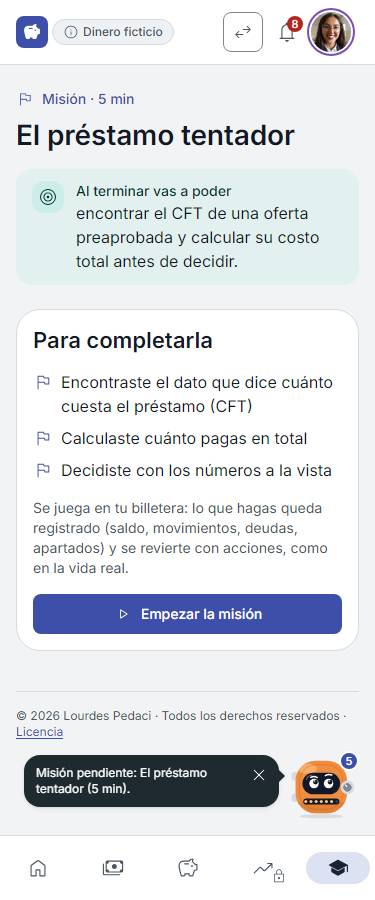 Dinero ficticio
8
Misión · 5 min
El préstamo tentador
Al terminar vas a poder
encontrar el CFT de una oferta
preaprobada y calcular su costo
total antes de decidir.
Para completarla
Encontraste el dato que dice cuánto
cuesta el préstamo (CFT)
Calculaste cuánto pagas en total
Decidiste con los números a la vista
Se juega en tu billetera: lo que hagas queda
registrado (saldo, movimientos, deudas,
apartados) y se revierte con acciones, como
en la vida real.
Empezar la misión
© 2026 Lourdes Pedaci · Todos los derechos reservados ·
Licencia
Misión pendiente: El préstamo
tentador (5 min).
5